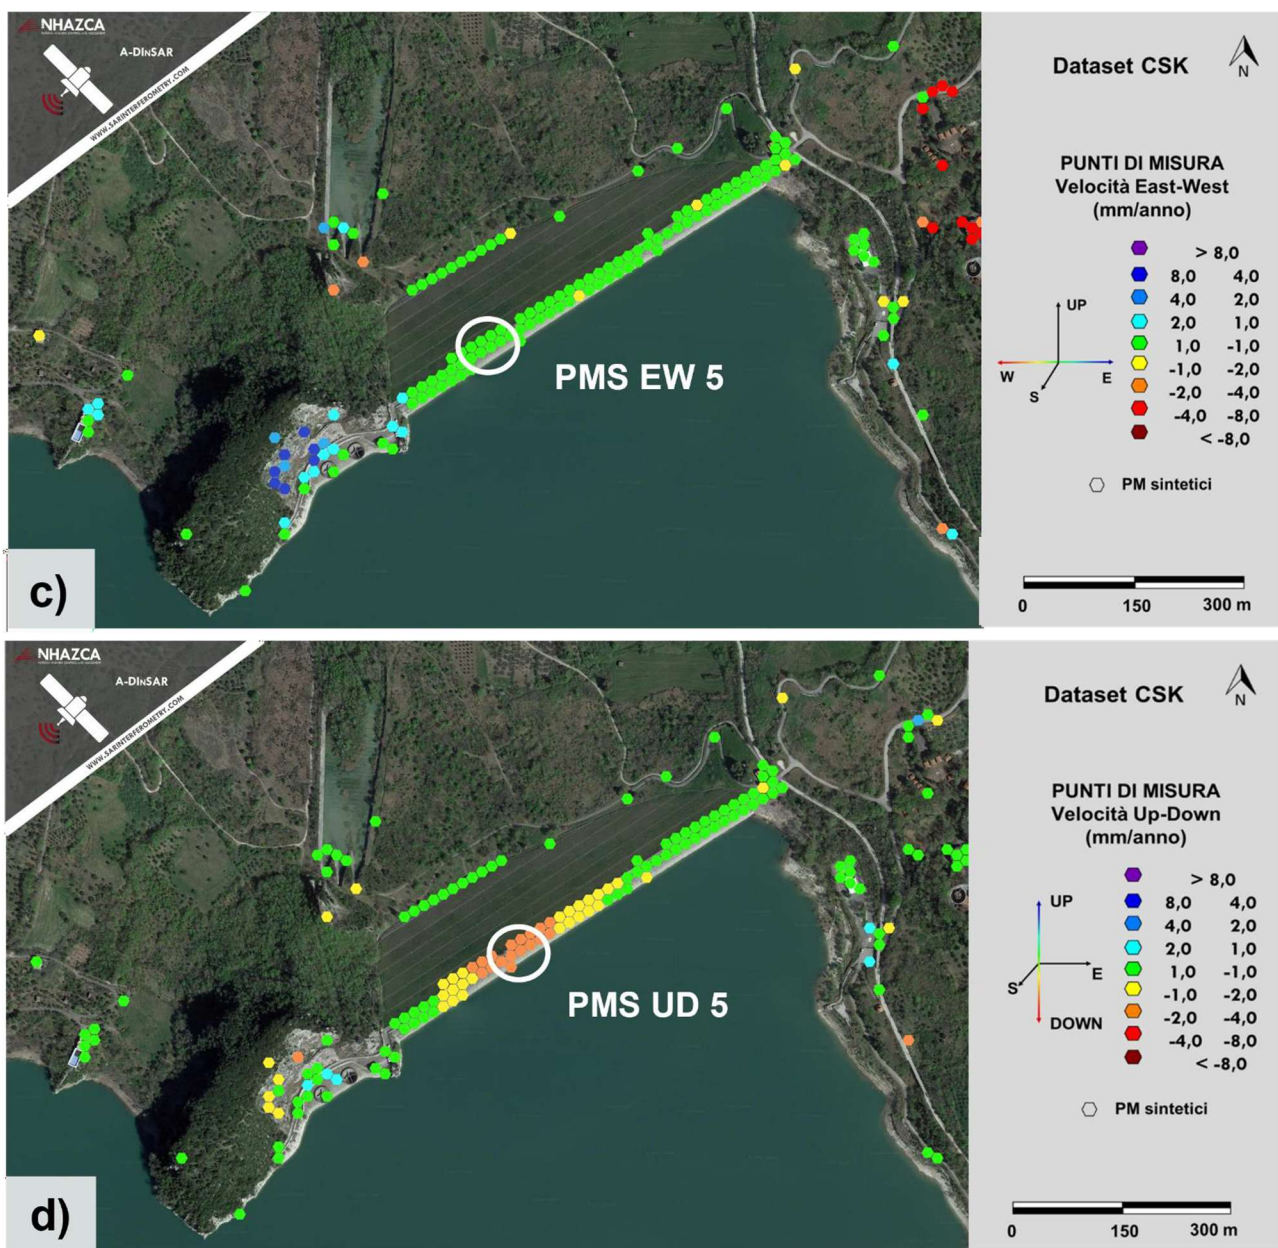 NHAZCA
A-DINSAR
WWW.SARINTERFEROMETRY.COM
PMS EW 5
c)
Dataset CSK
N
PUNTI DI MISURA
Velocità East-West
(mm/anno)
> 8,0
8,0 4,0
4,0 2,0
2,0 1,0
1,0 -1,0
-1,0 -2,0
-2,0 -4,0
-4,0 -8,0
< -8,0
UP
W E
S
PM sintetici
0 150 300 m
NHAZCA
A-DINSAR
WWW.SARINTERFEROMETRY.COM
PMS UD 5
d)
Dataset CSK
N
PUNTI DI MISURA
Velocità Up-Down
(mm/anno)
> 8,0
8,0 4,0
4,0 2,0
2,0 1,0
1,0 -1,0
-1,0 -2,0
-2,0 -4,0
-4,0 -8,0
< -8,0
UP
S E
DOWN
PM sintetici
0 150 300 m